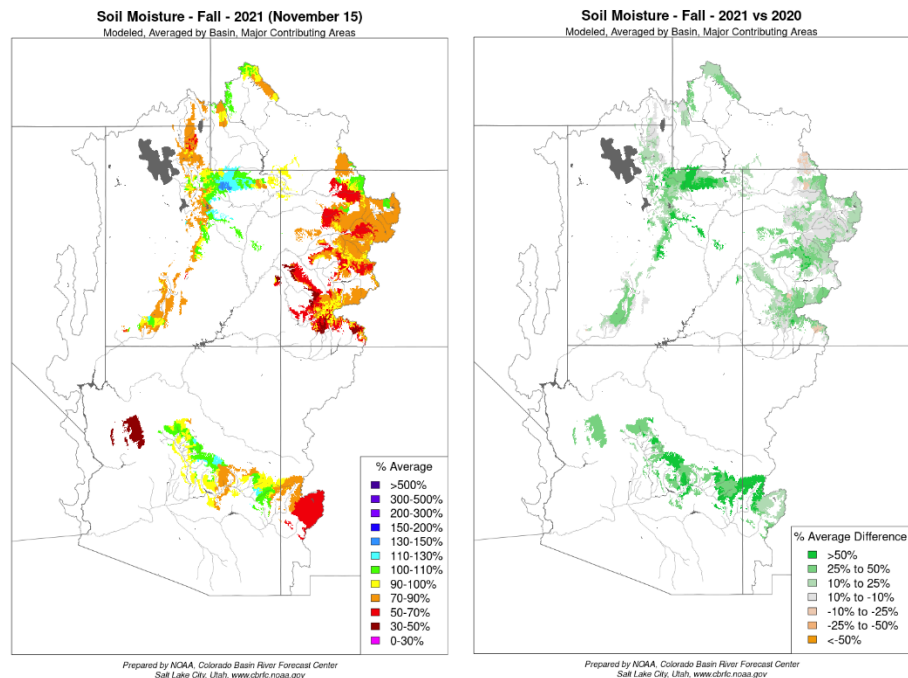 Soil Moisture - Fall - 2021 (November 15)
Modeled, Averaged by Basin, Major Contributing Areas
% Average
>500%
300-500%
200-300%
150-200%
130-150%
110-130%
100-110%
90-100%
70-90%
50-70%
30-50%
0-30%
Prepared by NOAA, Colorado Basin River Forecast Center
Salt Lake City, Utah, www.cbrfc.noaa.gov
Soil Moisture - Fall - 2021 vs 2020
Modeled, Averaged by Basin, Major Contributing Areas
% Average Difference
>50%
25% to 50%
10% to 25%
10% to -10%
-10% to -25%
-25% to -50%
<-50%
Prepared by NOAA, Colorado Basin River Forecast Center
Salt Lake City, Utah, www.cbrfc.noaa.gov